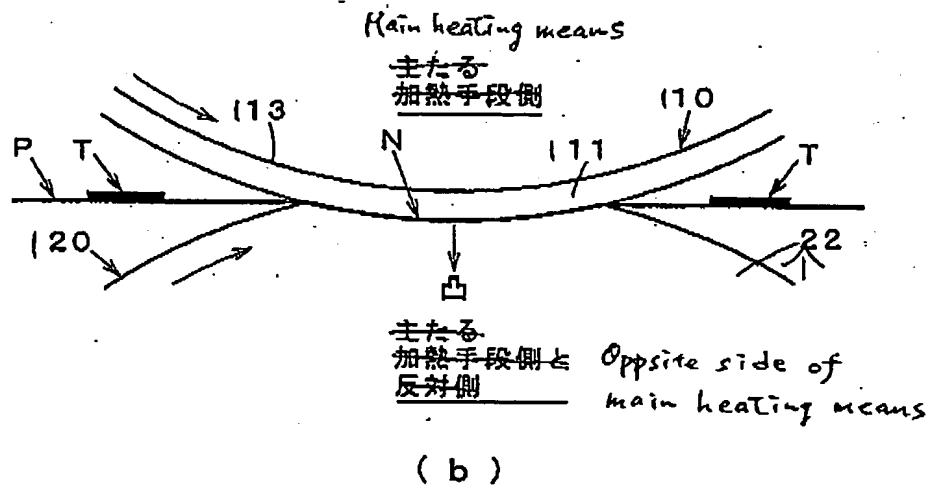 Main heating means
主たる
加熱手段側
113
110
P
T
N
111
T
120
22
凸
主たる
加熱手段側と
反対側
Oppsite side of
main heating means
(b)